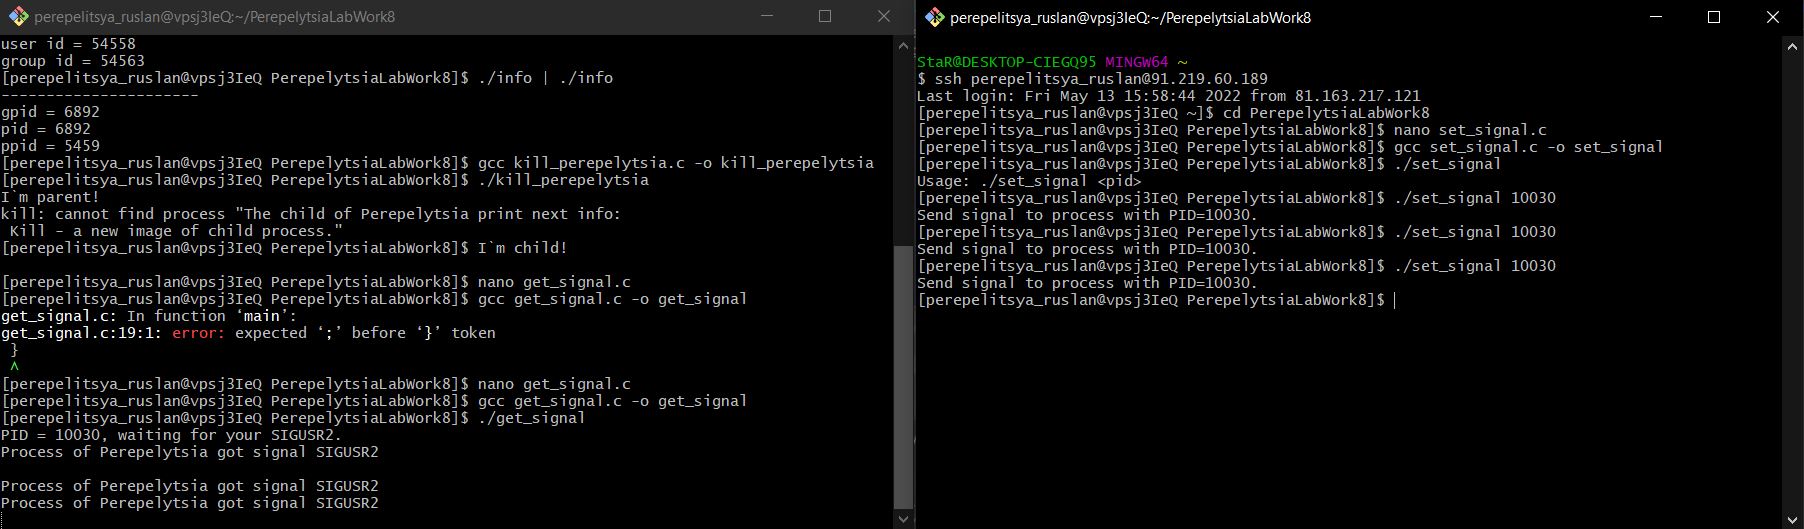 perepelitsya_ruslan@vpsj3IeQ:~/PerepelytsiaLabWork8
user id = 54558
group id = 54563
[perepelitsya_ruslan@vpsj3IeQ PerepelytsiaLabWork8]$ ./info | ./info
----------------------
gpid = 6892
pid = 6892
ppid = 5459
[perepelitsya_ruslan@vpsj3IeQ PerepelytsiaLabWork8]$ gcc kill_perepelytsia.c -o kill_perepelytsia
[perepelitsya_ruslan@vpsj3IeQ PerepelytsiaLabWork8]$ ./kill_perepelytsia
I`m parent!
kill: cannot find process "The child of Perepelytsia print next info:
Kill - a new image of child process."
[perepelitsya_ruslan@vpsj3IeQ PerepelytsiaLabWork8]$ I`m child!
[perepelitsya_ruslan@vpsj3IeQ PerepelytsiaLabWork8]$ nano get_signal.c
[perepelitsya_ruslan@vpsj3IeQ PerepelytsiaLabWork8]$ gcc get_signal.c -o get_signal
get_signal.c: In function ‘main’:
get_signal.c:19:1: error: expected ‘;’ before ‘}’ token
}
^
[perepelitsya_ruslan@vpsj3IeQ PerepelytsiaLabWork8]$ nano get_signal.c
[perepelitsya_ruslan@vpsj3IeQ PerepelytsiaLabWork8]$ gcc get_signal.c -o get_signal
[perepelitsya_ruslan@vpsj3IeQ PerepelytsiaLabWork8]$ ./get_signal
PID = 10030, waiting for your SIGUSR2.
Process of Perepelytsia got signal SIGUSR2
Process of Perepelytsia got signal SIGUSR2
Process of Perepelytsia got signal SIGUSR2
perepelitsya_ruslan@vpsj3IeQ:~/PerepelytsiaLabWork8
StaR@DESKTOP-CIEGQ95 MINGW64 ~
$ ssh perepelitsya_ruslan@91.219.60.189
Last login: Fri May 13 15:58:44 2022 from 81.163.217.121
[perepelitsya_ruslan@vpsj3IeQ ~]$ cd PerepelytsiaLabWork8
[perepelitsya_ruslan@vpsj3IeQ PerepelytsiaLabWork8]$ nano set_signal.c
[perepelitsya_ruslan@vpsj3IeQ PerepelytsiaLabWork8]$ gcc set_signal.c -o set_signal
[perepelitsya_ruslan@vpsj3IeQ PerepelytsiaLabWork8]$ ./set_signal
Usage: ./set_signal <pid>
[perepelitsya_ruslan@vpsj3IeQ PerepelytsiaLabWork8]$ ./set_signal 10030
Send signal to process with PID=10030.
[perepelitsya_ruslan@vpsj3IeQ PerepelytsiaLabWork8]$ ./set_signal 10030
Send signal to process with PID=10030.
[perepelitsya_ruslan@vpsj3IeQ PerepelytsiaLabWork8]$ ./set_signal 10030
Send signal to process with PID=10030.
[perepelitsya_ruslan@vpsj3IeQ PerepelytsiaLabWork8]$